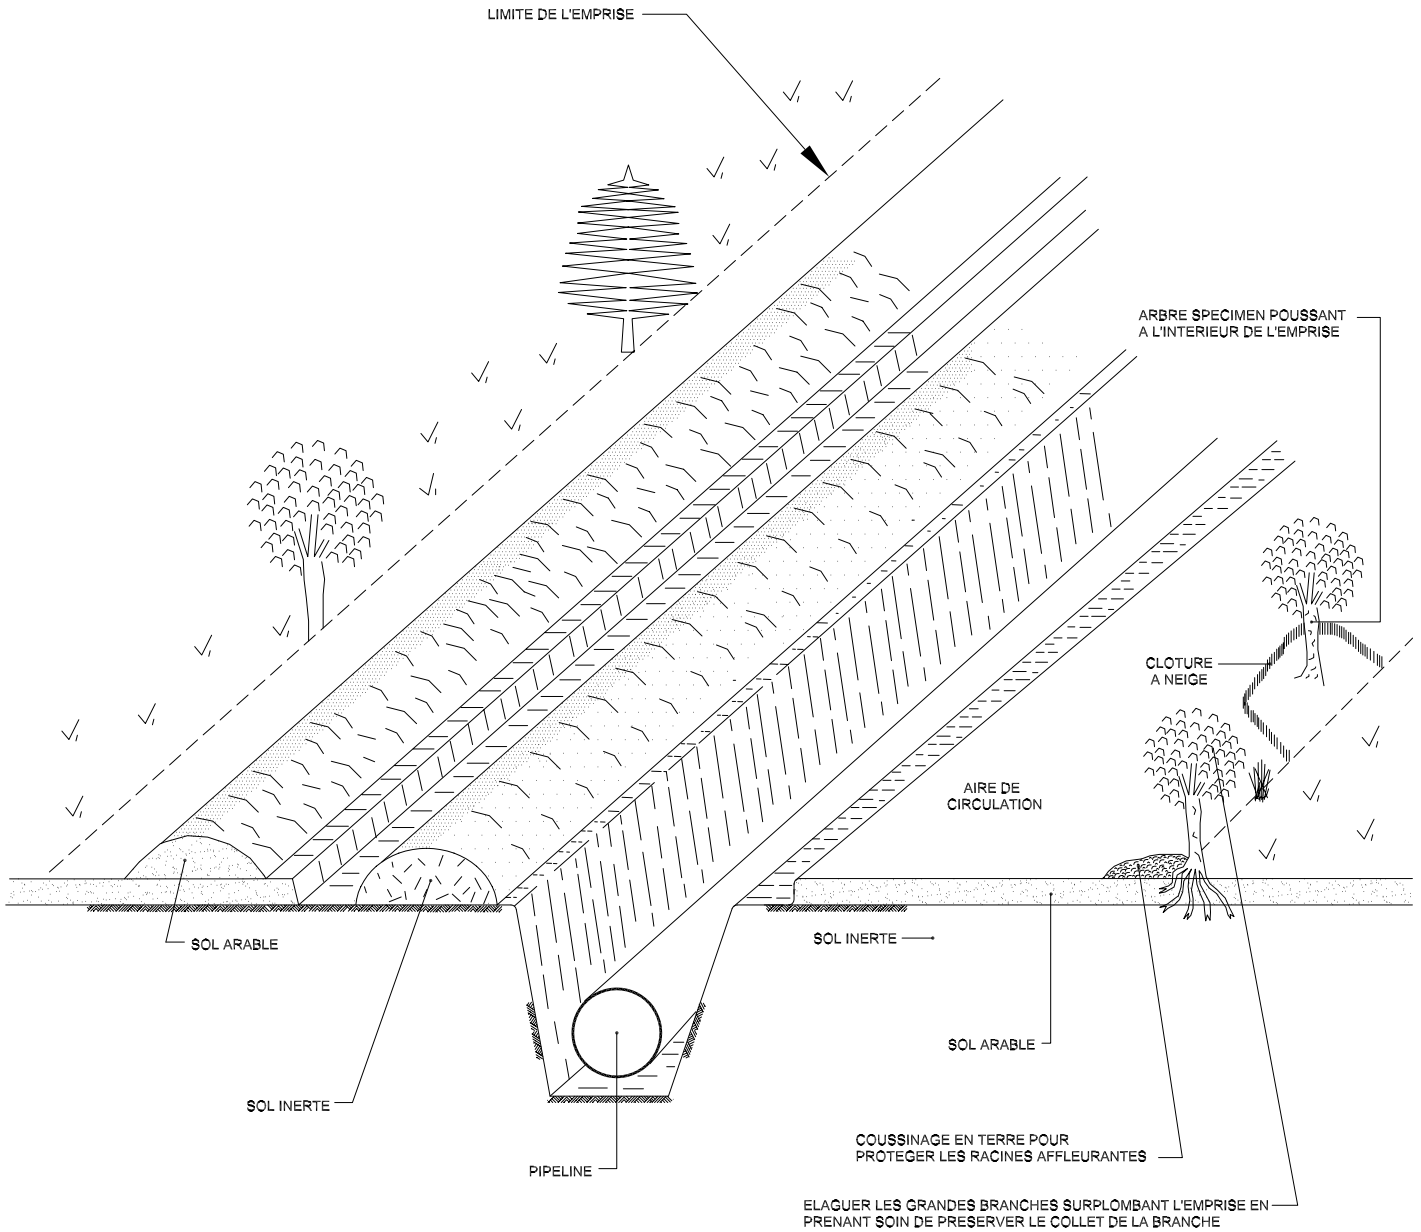 LIMITE DE L'EMPRISE
ARBRE SPECIMEN POUSSANT
A L'INTERIEUR DE L'EMPRISE
CLOTURE
A NEIGE
AIRE DE
CIRCULATION
SOL ARABLE
SOL INERTE
SOL ARABLE
SOL INERTE
COUSSINAGE EN TERRE POUR
PROTEGER LES RACINES AFFLEURANTES
PIPELINE
ELAGUER LES GRANDES BRANCHES SURPLOMBANT L'EMPRISE EN
PRENANT SOIN DE PRESERVER LE COLLET DE LA BRANCHE